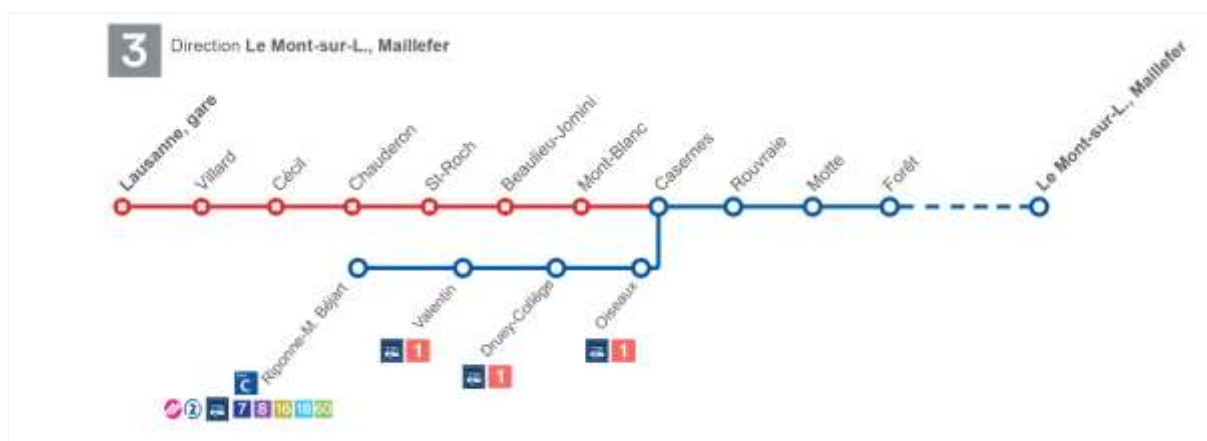 3 Direction Le Mont-sur-L., Maillefer
Lausanne, gare
Villard
Cécil
Chauderon
St-Roch
Beaulieu-Jomini
Mont-Blanc
Casernes
Rouvraie
Motte
Forêt
Le Mont-sur-L., Maillefer
Riponne-M. Béjart
Valentin
Druey-Collège
Oiseaux
1
1
1
C
2 7 8 16 18 60